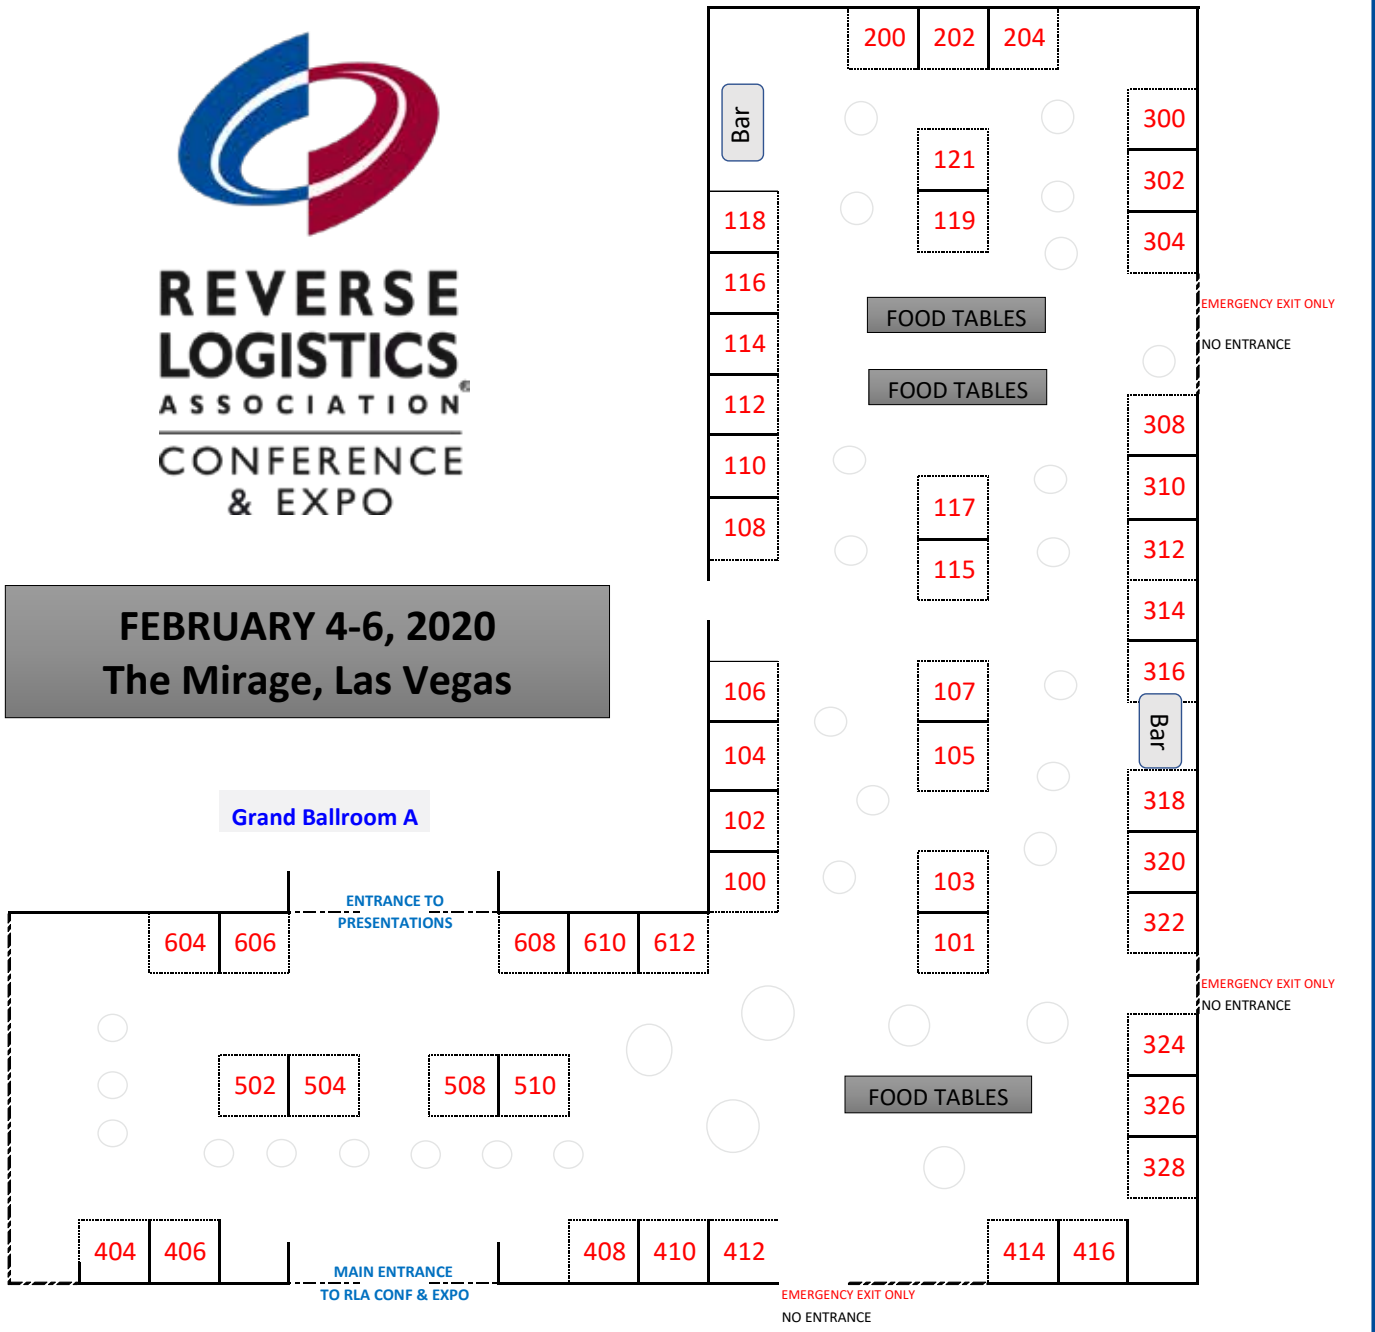 REVERSE
LOGISTICS
ASSOCIATION®
CONFERENCE
& EXPO
FEBRUARY 4-6, 2020
The Mirage, Las Vegas
Grand Ballroom A
200 202 204
Bar
300
121
302
118
119
304
116
EMERGENCY EXIT ONLY
FOOD TABLES
114
NO ENTRANCE
FOOD TABLES
112
308
110
310
117
108
312
115
314
316
106
107
Bar
104
105
318
102
320
100
103
322
101
ENTRANCE TO
PRESENTATIONS
604 606
608 610 612
EMERGENCY EXIT ONLY
NO ENTRANCE
324
502 504
508 510
FOOD TABLES
326
328
404 406
408 410 412
414 416
MAIN ENTRANCE
TO RLA CONF & EXPO
EMERGENCY EXIT ONLY
NO ENTRANCE